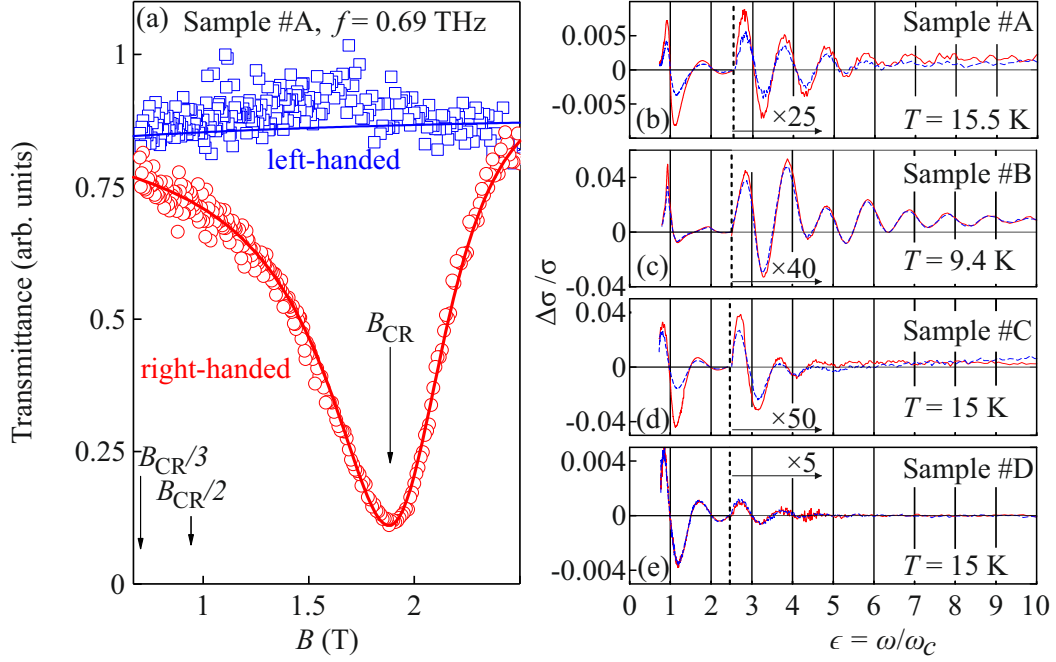 (a) Sample #A, f = 0.69 THz
1
0.75
0.5
0.25
0
Transmittance (arb. units)
left-handed
right-handed
B_CR
B_CR/3
B_CR/2
1
1.5
2
B (T)
0.005
0
-0.005
(b)
Sample #A
×25
T = 15.5 K
0.04
0
-0.04
(c)
Sample #B
×40
T = 9.4 K
Δσ/σ
0.04
0
-0.04
(d)
Sample #C
×50
T = 15 K
0.004
0
-0.004
(e)
Sample #D
×5
T = 15 K
0 1 2 3 4 5 6 7 8 9 10
ϵ = ω/ω_C